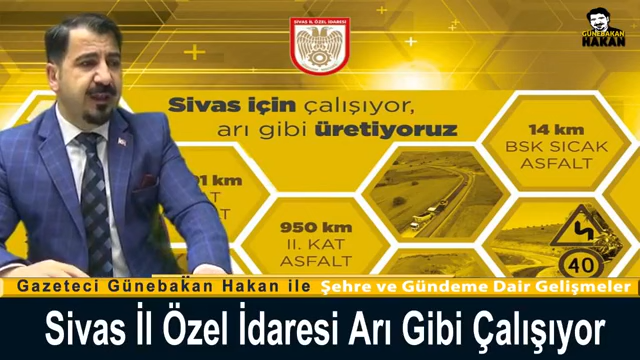 SİVAS İL ÖZEL İDARESİ
GÜNEBAKAN
HAKAN
Sivas için çalışıyor,
arı gibi üretiyoruz
14 km
BSK SICAK
ASFALT
950 km
II. KAT
ASFALT
km
40
Gazeteci Günebakan Hakan ile Şehre ve Gündeme Dair Gelişmeler
Sivas İl Özel İdaresi Arı Gibi Çalışıyor